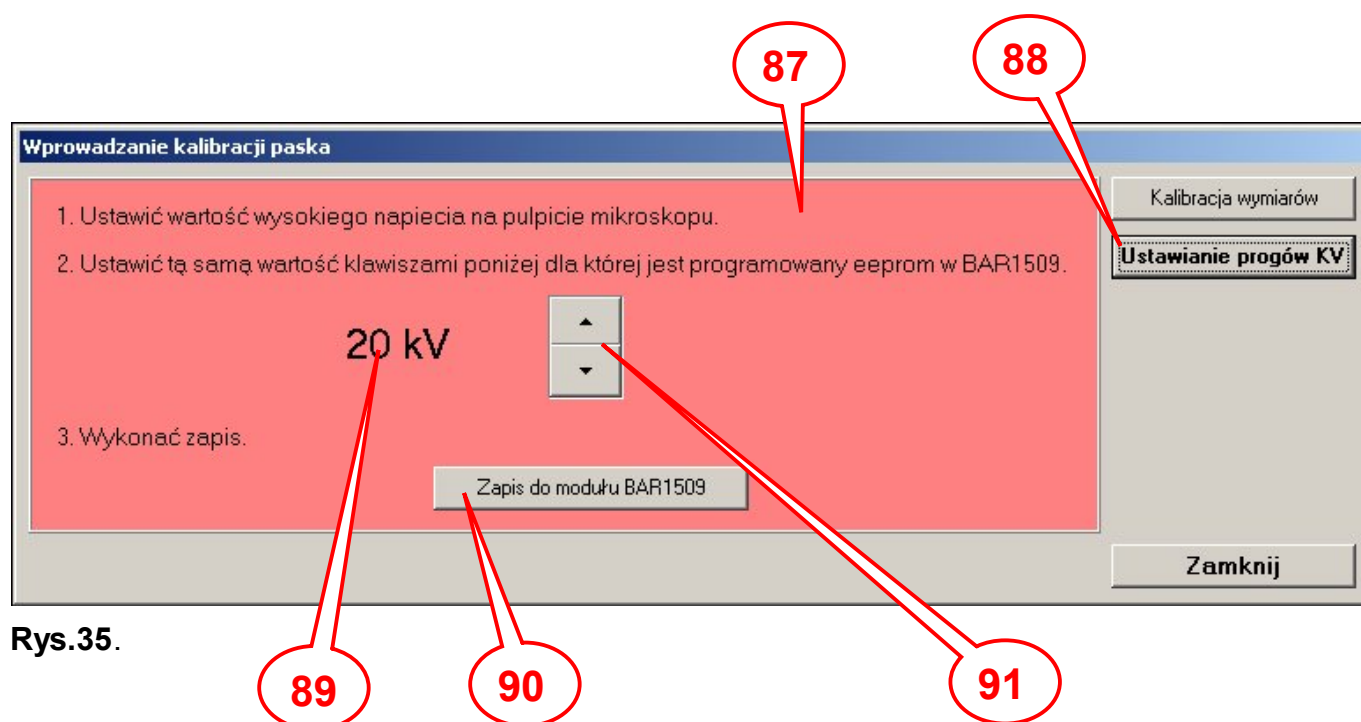 87
88
Wprowadzanie kalibracji paska
1. Ustawić wartość wysokiego napiecia na pulpicie mikroskopu.
Kalibracja wymiarów
2. Ustawić tą samą wartość klawiszami poniżej dla której jest programowany eeprom w BAR1509.
Ustawianie progów KV
20 kV
3. Wykonać zapis.
Zapis do modułu BAR1509
Zamknij
Rys.35.
89
90
91